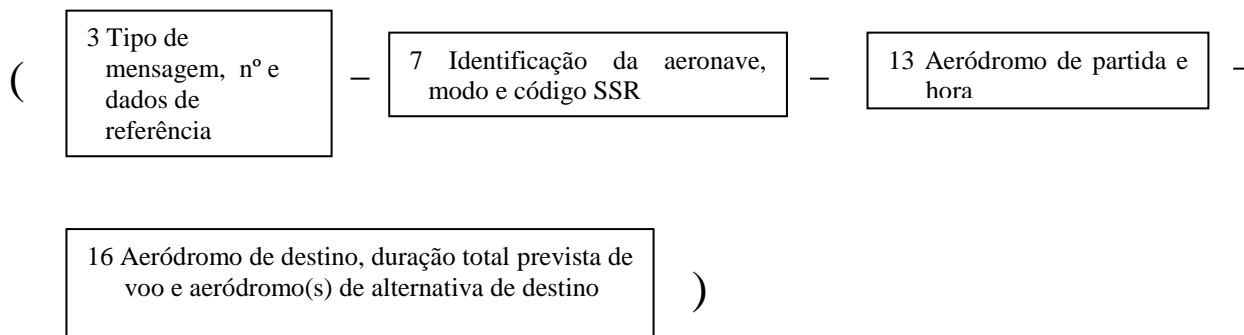 ( 3 Tipo de
mensagem, nº e
dados de
referência
– 7 Identificação da aeronave,
modo e código SSR
– 13 Aeródromo de partida e
hora –
16 Aeródromo de destino, duração total prevista de
voo e aeródromo(s) de alternativa de destino )